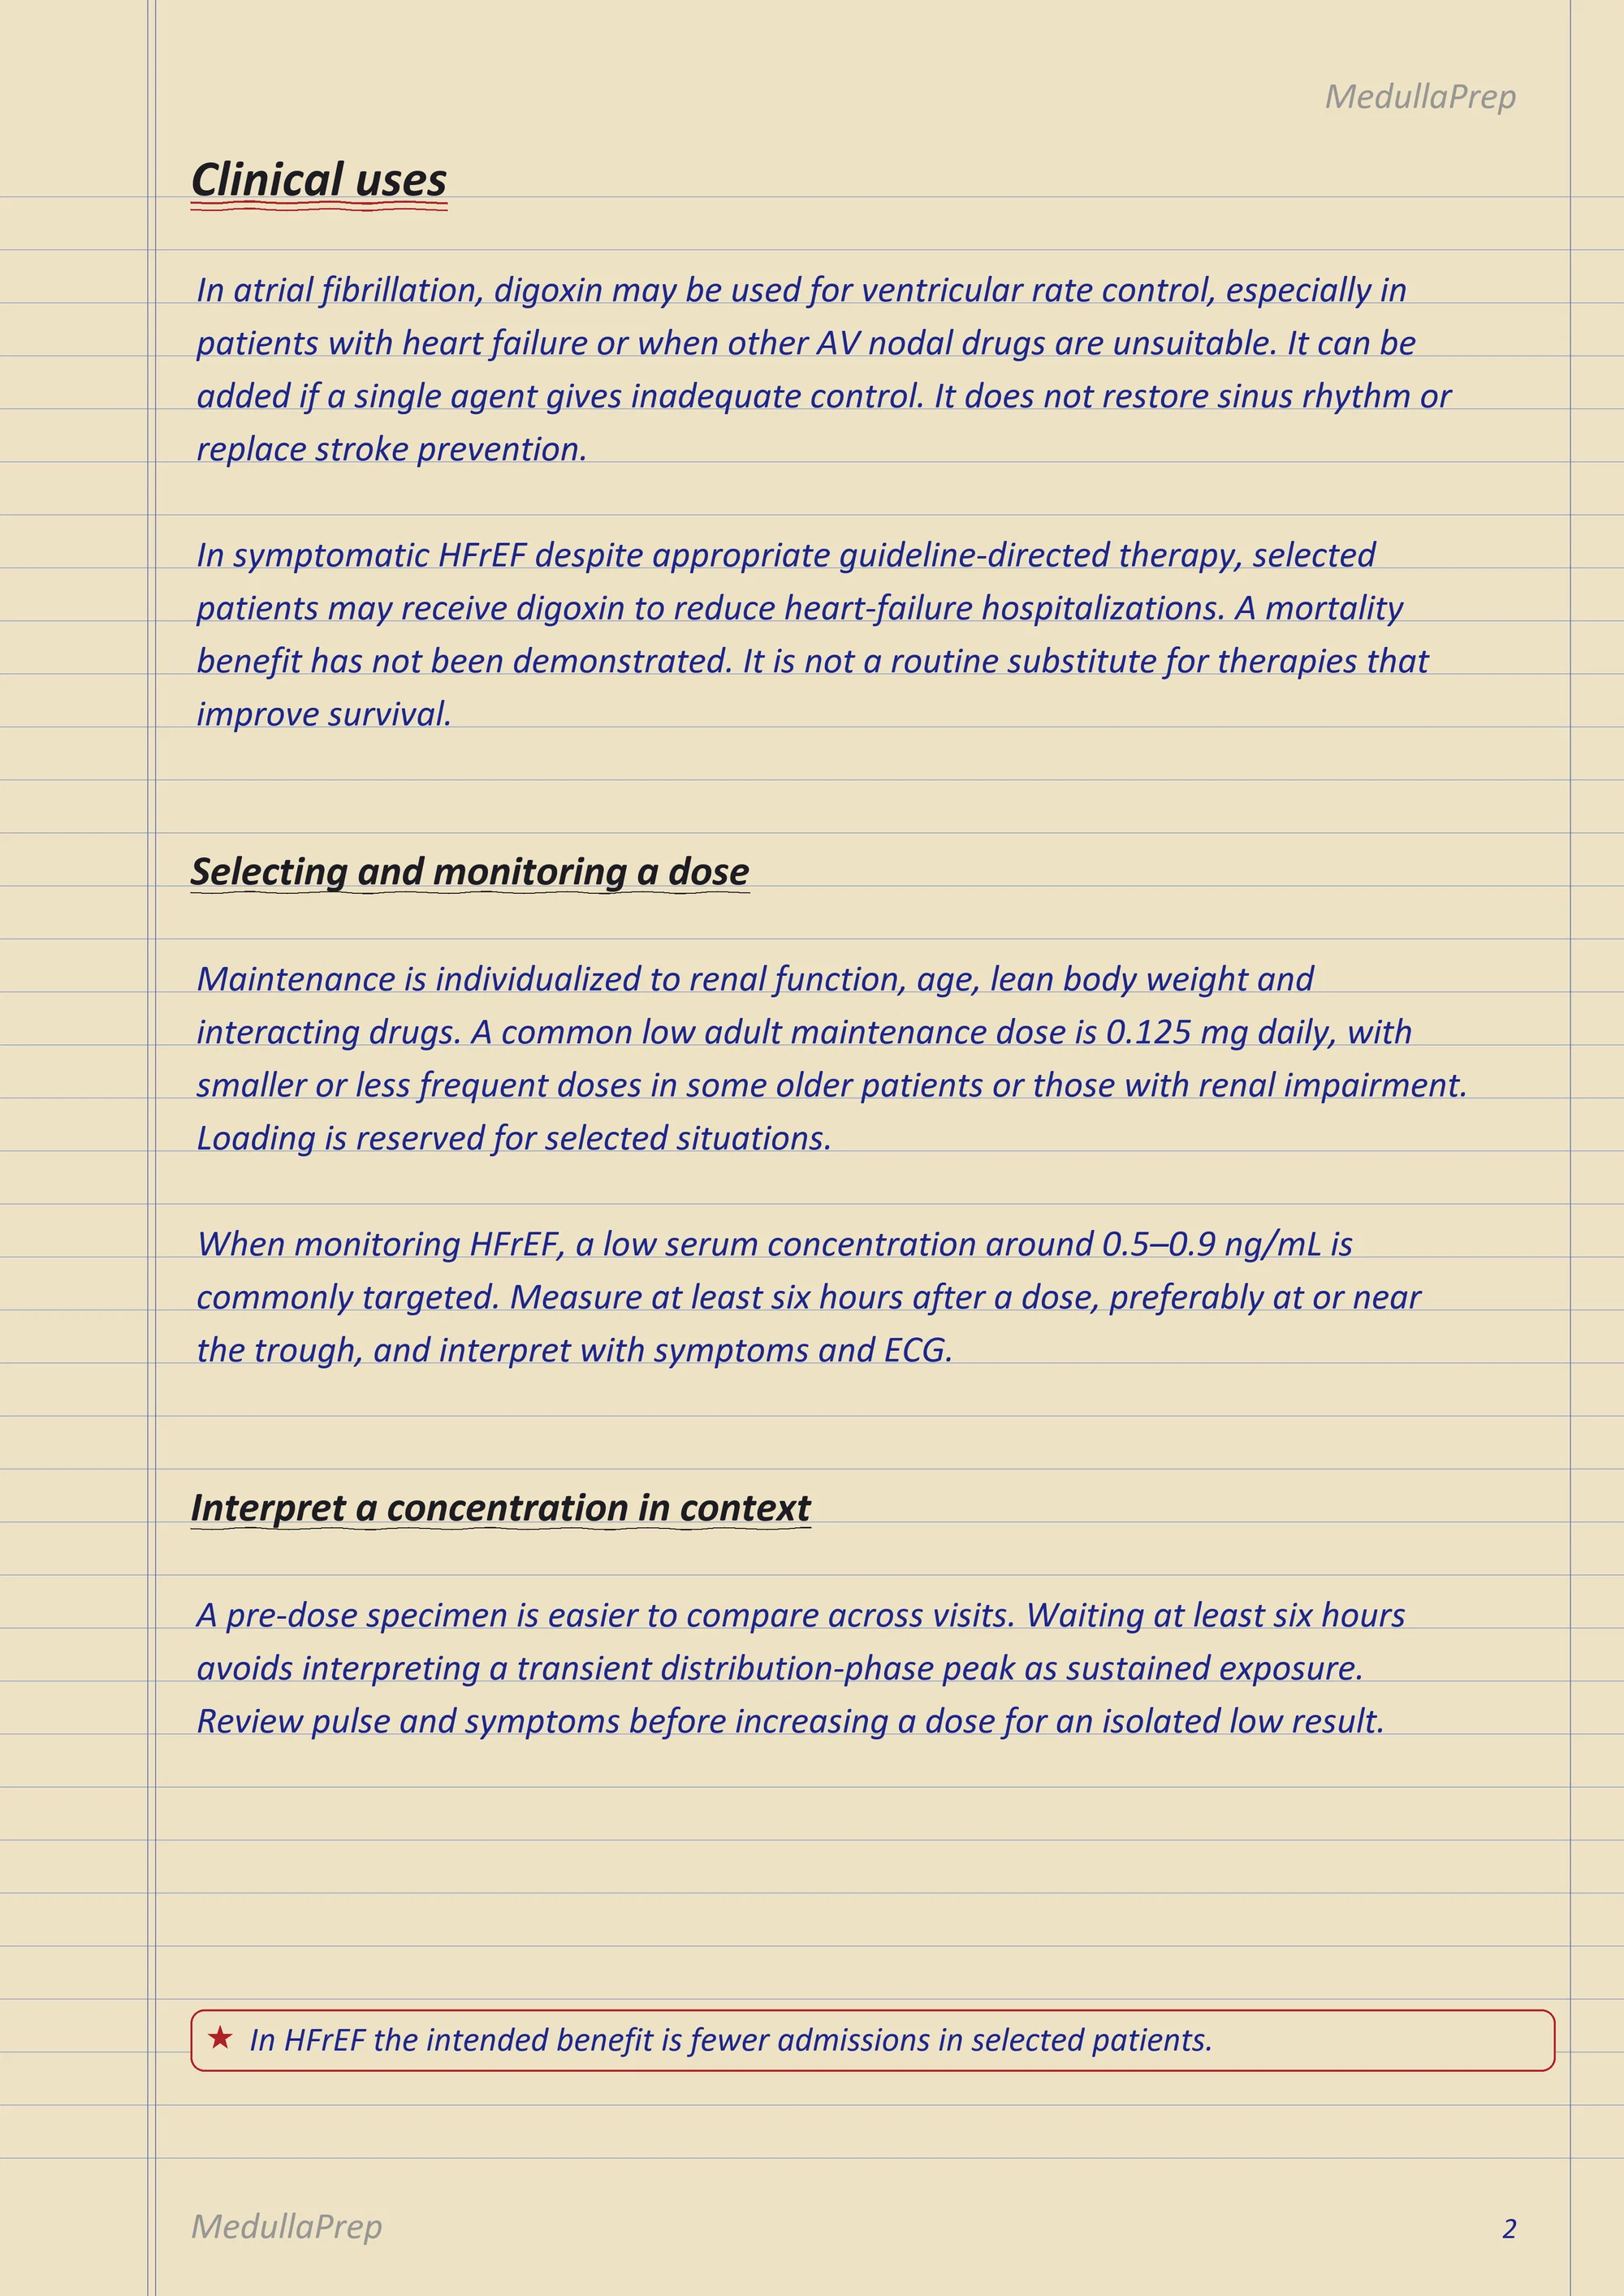 MedullaPrep
Clinical uses
In atrial fibrillation, digoxin may be used for ventricular rate control, especially in
patients with heart failure or when other AV nodal drugs are unsuitable. It can be
added if a single agent gives inadequate control. It does not restore sinus rhythm or
replace stroke prevention.
In symptomatic HFrEF despite appropriate guideline-directed therapy, selected
patients may receive digoxin to reduce heart-failure hospitalizations. A mortality
benefit has not been demonstrated. It is not a routine substitute for therapies that
improve survival.
Selecting and monitoring a dose
Maintenance is individualized to renal function, age, lean body weight and
interacting drugs. A common low adult maintenance dose is 0.125 mg daily, with
smaller or less frequent doses in some older patients or those with renal impairment.
Loading is reserved for selected situations.
When monitoring HFrEF, a low serum concentration around 0.5–0.9 ng/mL is
commonly targeted. Measure at least six hours after a dose, preferably at or near
the trough, and interpret with symptoms and ECG.
Interpret a concentration in context
A pre-dose specimen is easier to compare across visits. Waiting at least six hours
avoids interpreting a transient distribution-phase peak as sustained exposure.
Review pulse and symptoms before increasing a dose for an isolated low result.
★ In HFrEF the intended benefit is fewer admissions in selected patients.
MedullaPrep
2